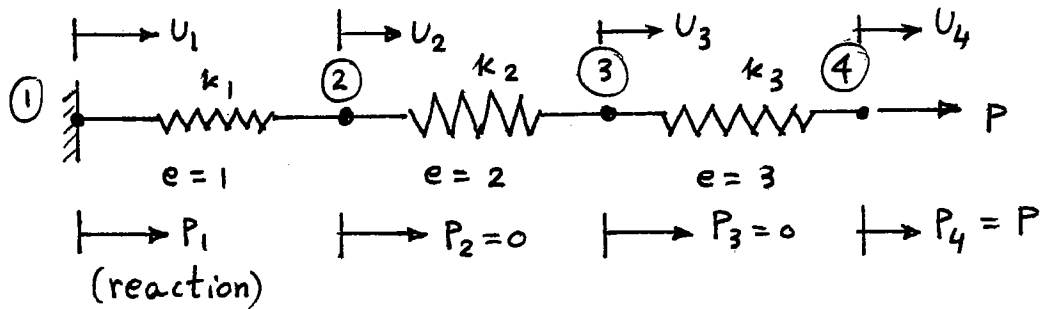 U₁ U₂ U₃ U₄
① k₁ ② k₂ ③ k₃ ④
P
e = 1 e = 2 e = 3
P₁ P₂ = 0 P₃ = 0 P₄ = P
(reaction)